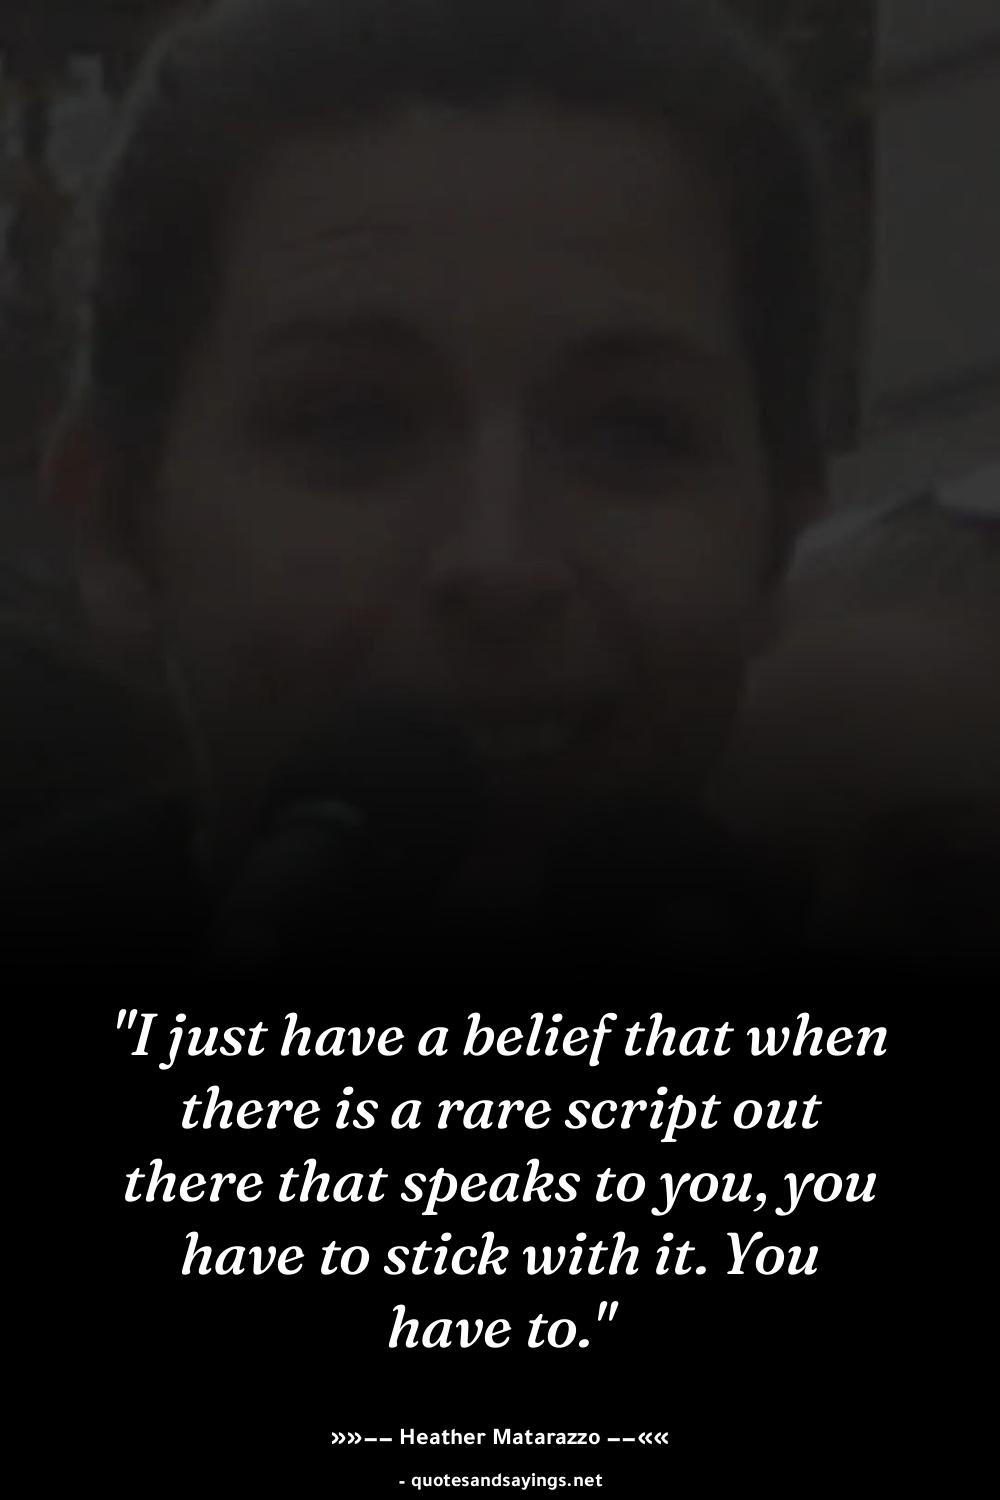 "I just have a belief that when
there is a rare script out
there that speaks to you, you
have to stick with it. You
have to."
»»–– Heather Matarazzo ––««
- quotesandsayings.net